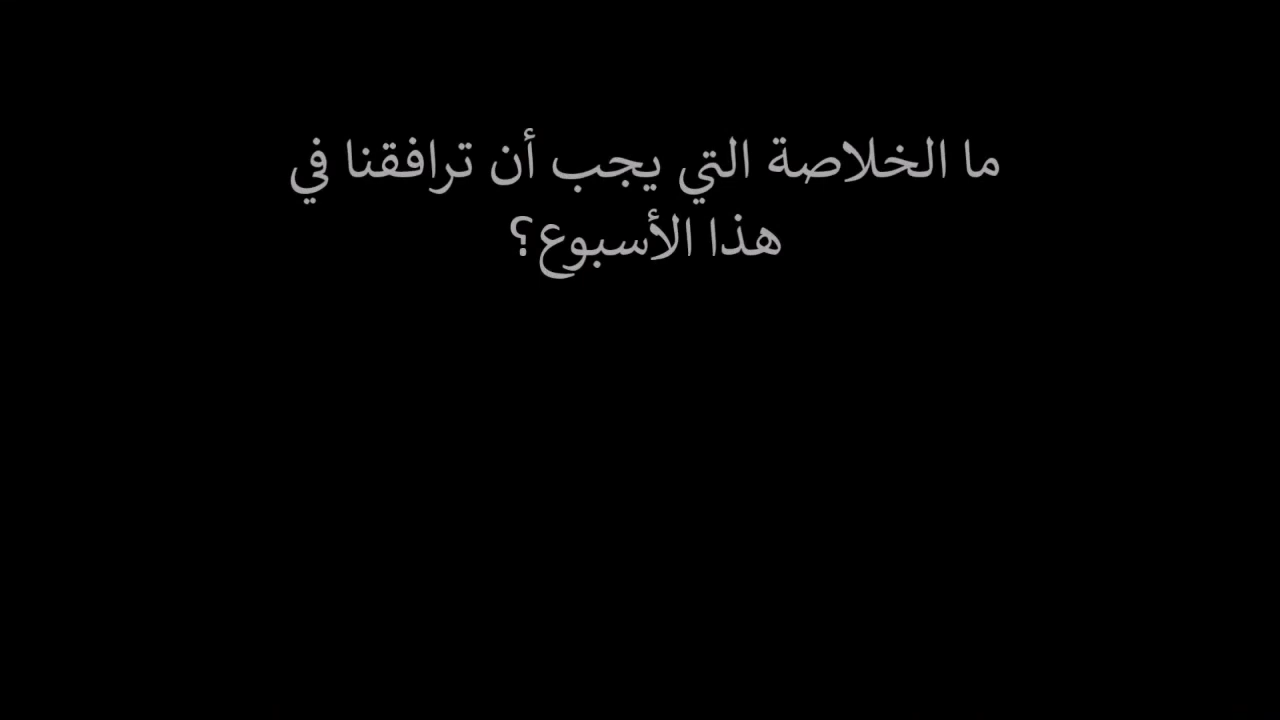 ما الخلاصة التي يجب أن ترافقنا في
هذا الأسبوع؟